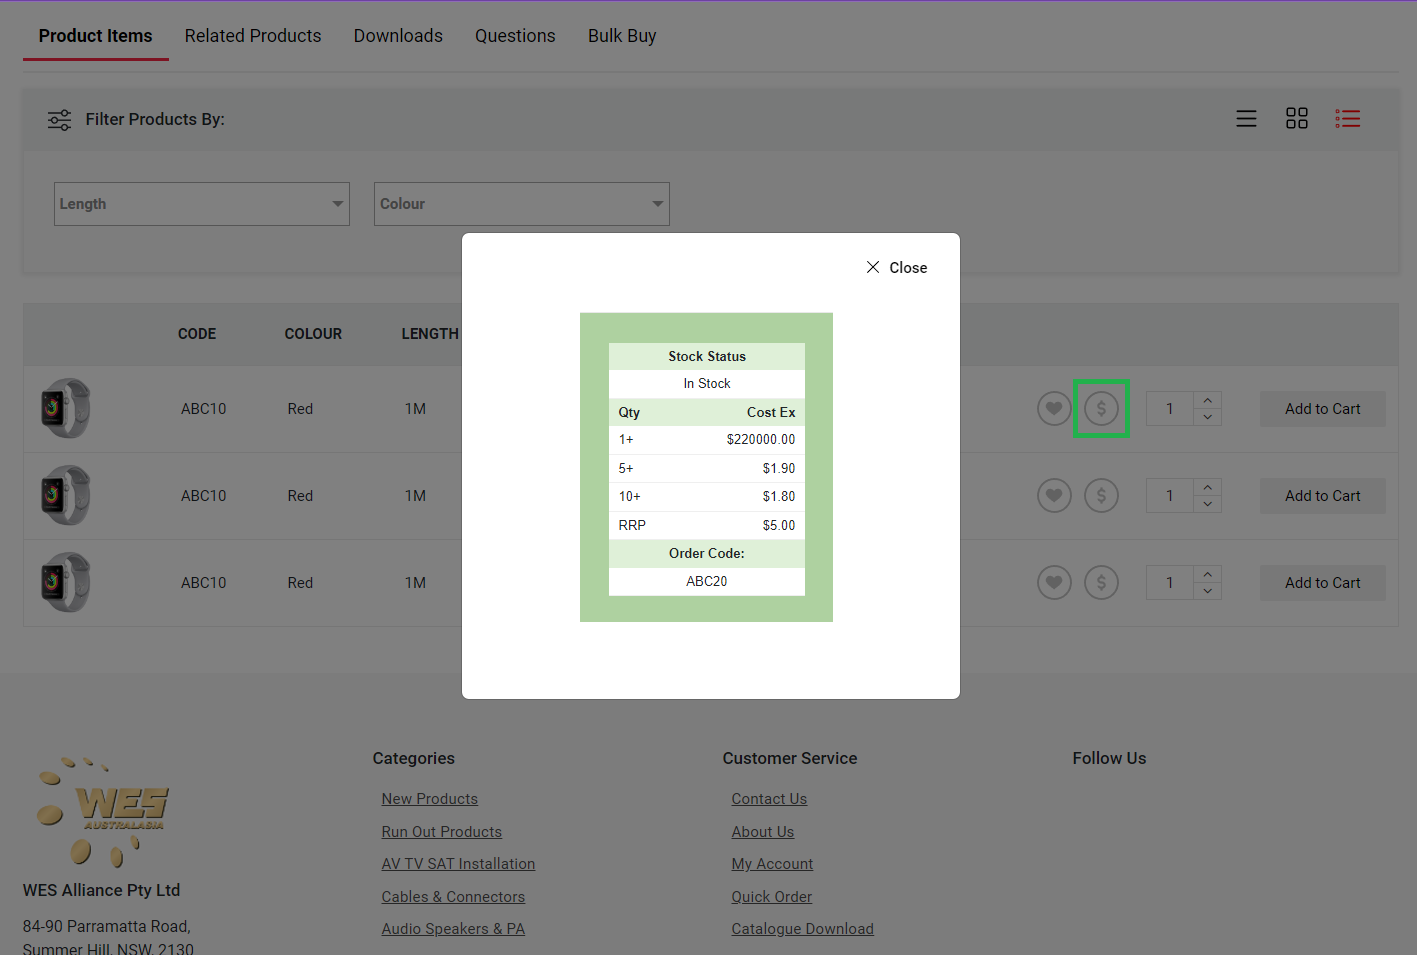 Product Items Related Products Downloads Questions Bulk Buy
Filter Products By:
Length Colour
Close
CODE COLOUR LENGTH
Stock Status
In Stock
Qty Cost Ex
1+ $220000.00
5+ $1.90
10+ $1.80
RRP $5.00
Order Code:
ABC20
ABC10 Red 1M $ 1 Add to Cart
ABC10 Red 1M $ 1 Add to Cart
ABC10 Red 1M $ 1 Add to Cart
WES
AUSTRALASIA
WES Alliance Pty Ltd
84-90 Parramatta Road,
Summer Hill, NSW, 2130
Categories
New Products
Run Out Products
AV TV SAT Installation
Cables & Connectors
Audio Speakers & PA
Customer Service
Contact Us
About Us
My Account
Quick Order
Catalogue Download
Follow Us